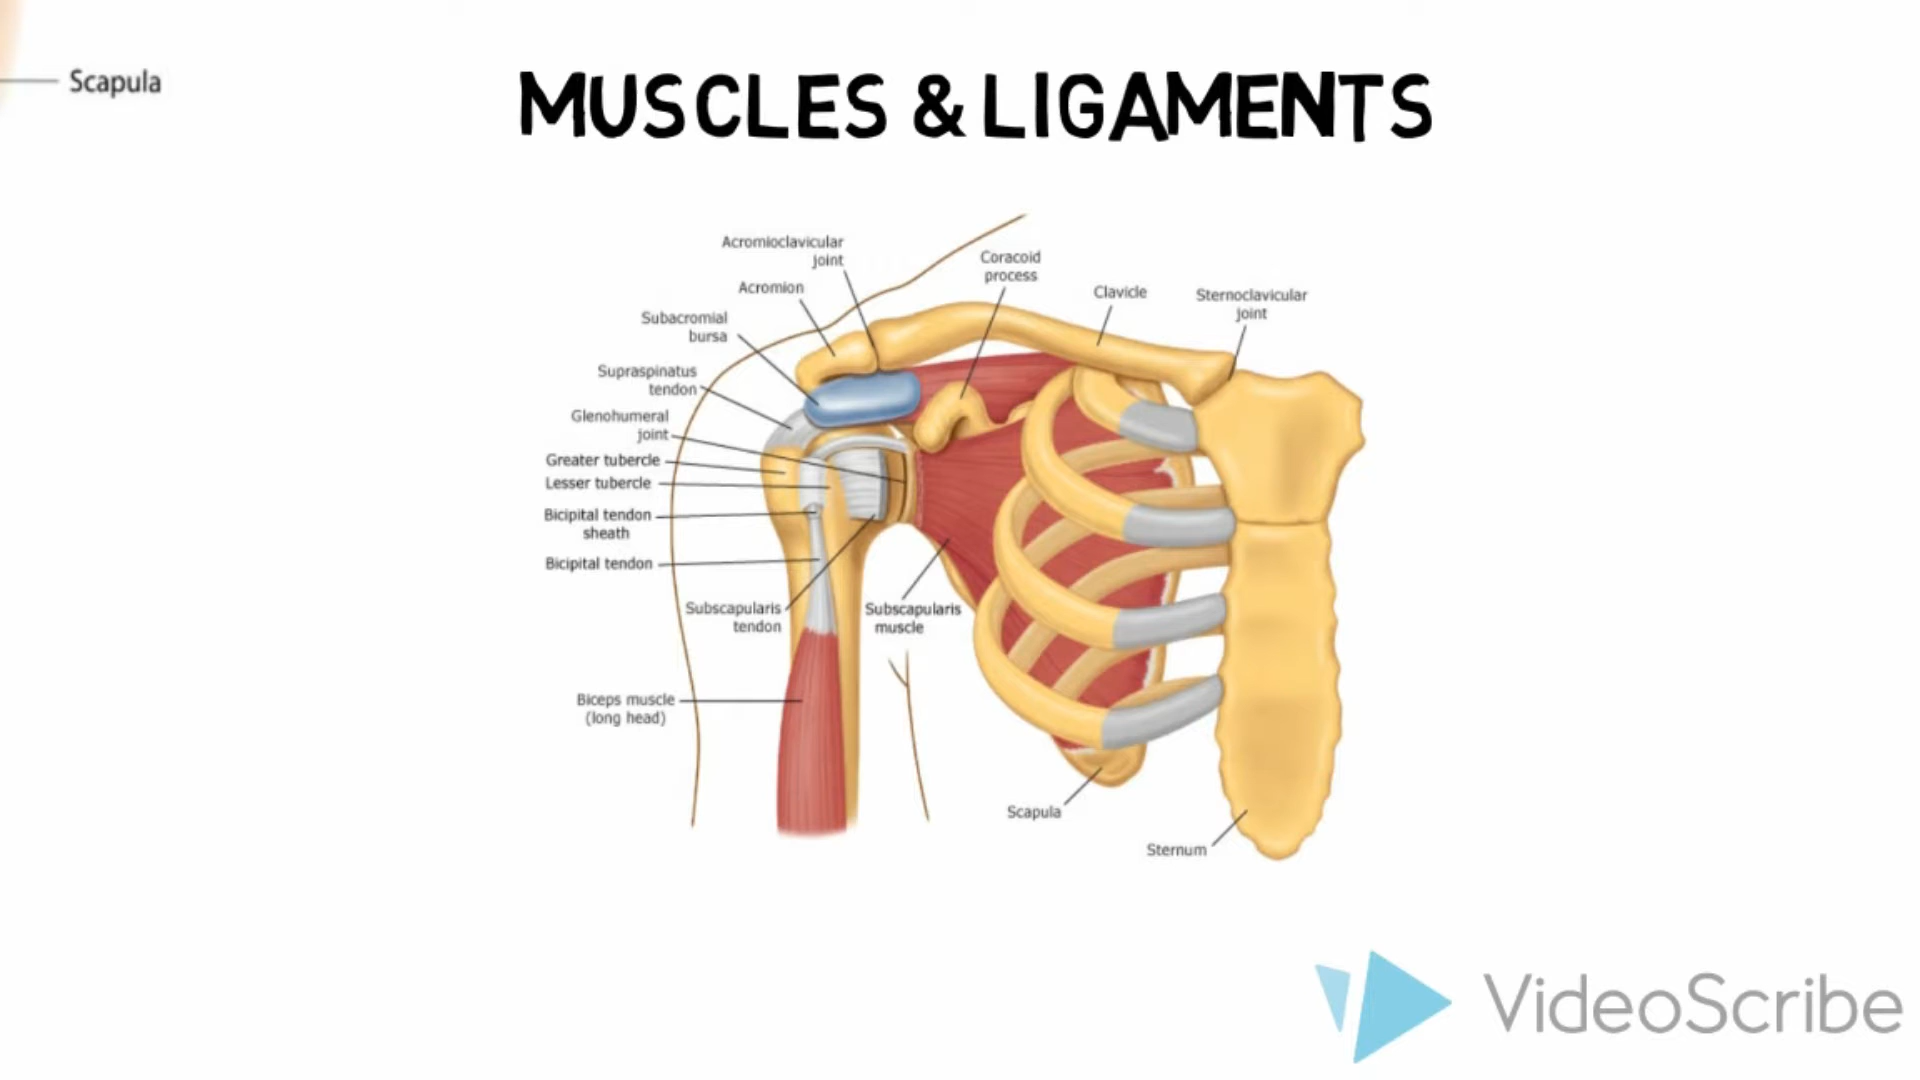 Scapula
MUSCLES & LIGAMENTS
Acromioclavicular
joint
Coracoid
process
Acromion
Clavicle
Sternoclavicular
joint
Subacromial
bursa
Supraspinatus
tendon
Glenohumeral
joint
Greater tubercle
Lesser tubercle
Bicipital tendon
sheath
Bicipital tendon
Subscapularis
tendon
Subscapularis
muscle
Biceps muscle
(long head)
Scapula
Sternum
VideoScribe